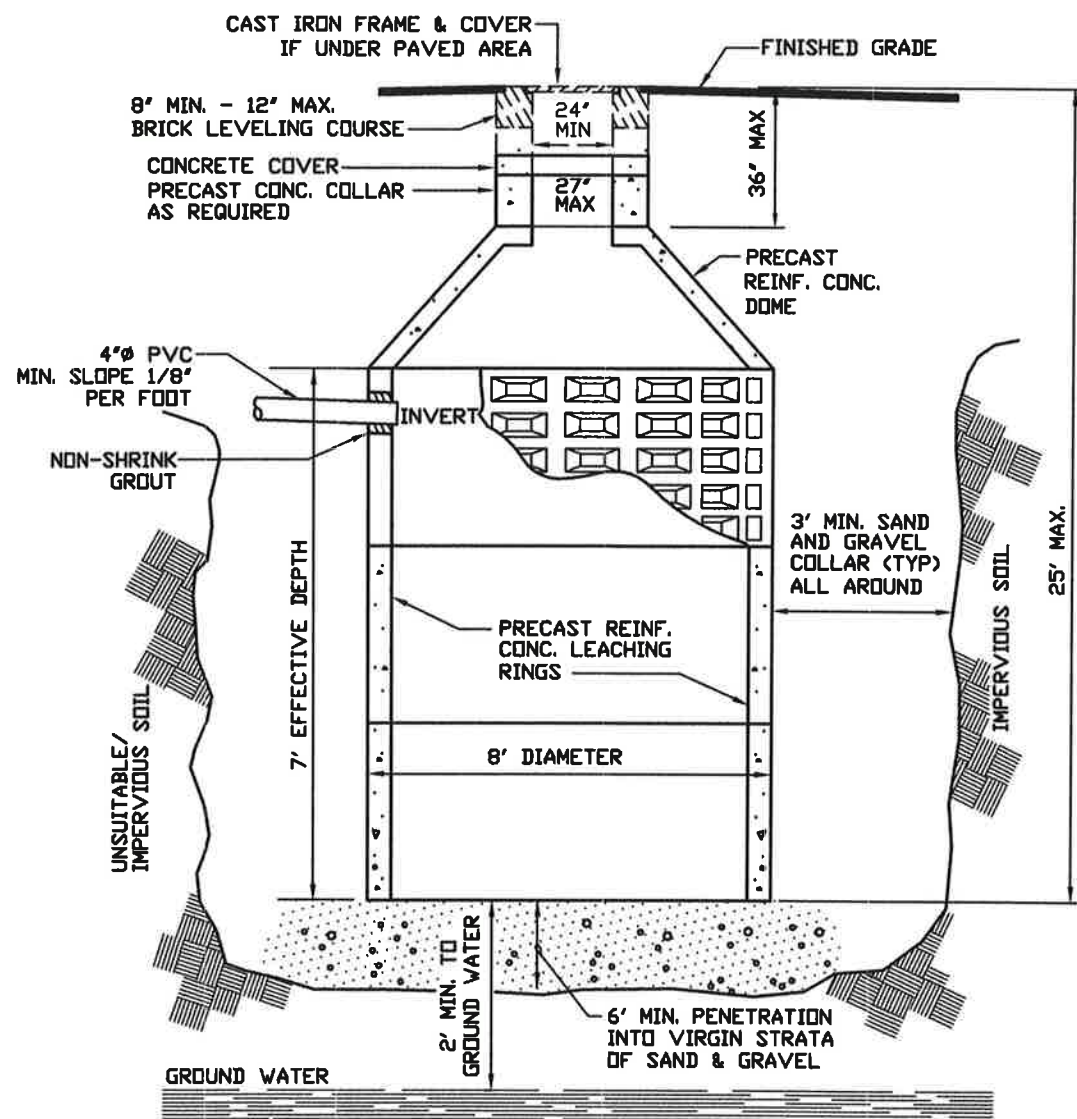 CAST IRON FRAME & COVER
IF UNDER PAVED AREA
FINISHED GRADE
8" MIN. - 12" MAX.
BRICK LEVELING COURSE
24"
MIN
36" MAX
CONCRETE COVER
PRECAST CONC. COLLAR
AS REQUIRED
27"
MAX
PRECAST
REINF. CONC.
DOME
4"Ø PVC
MIN. SLOPE 1/8"
PER FOOT
INVERT
NON-SHRINK
GROUT
3' MIN. SAND
AND GRAVEL
COLLAR (TYP)
ALL AROUND
25' MAX.
IMPERVIOUS SOIL
7' EFFECTIVE DEPTH
PRECAST REINF.
CONC. LEACHING
RINGS
UNSUITABLE/
IMPERVIOUS SOIL
8' DIAMETER
2' MIN. TO
GROUND WATER
6' MIN. PENETRATION
INTO VIRGIN STRATA
OF SAND & GRAVEL
GROUND WATER